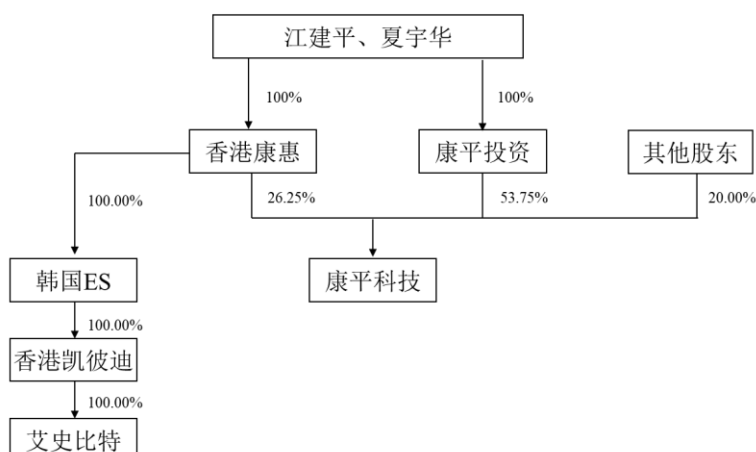 江建平、夏宇华
100%
100%
香港康惠
康平投资
其他股东
100.00%
26.25%
53.75%
20.00%
韩国ES
康平科技
100.00%
香港凯彼迪
100.00%
艾史比特